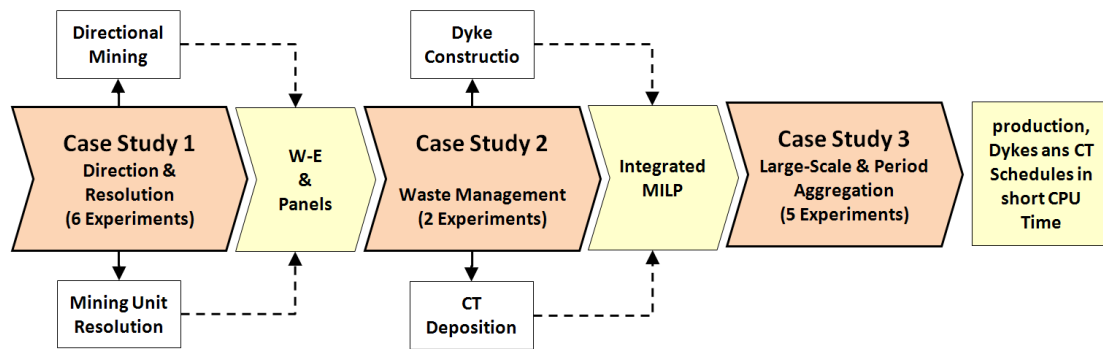 Directional
Mining
Dyke
Constructio
Case Study 1
Direction &
Resolution
(6 Experiments)
W-E
&
Panels
Case Study 2
Waste Management
(2 Experiments)
Integrated
MILP
Case Study 3
Large-Scale & Period
Aggregation
(5 Experiments)
production,
Dykes ans CT
Schedules in
short CPU
Time
Mining Unit
Resolution
CT
Deposition